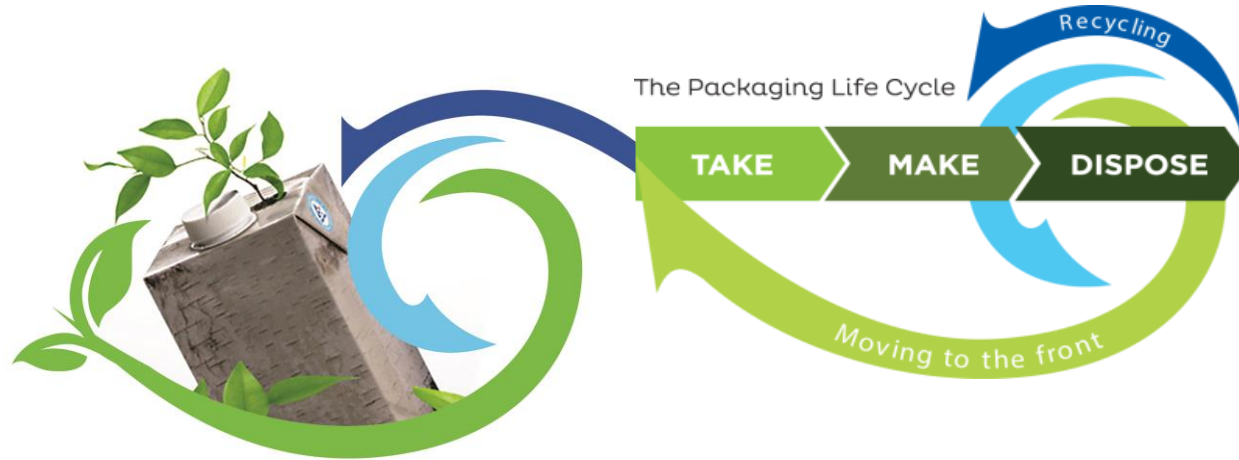 Recycling
The Packaging Life Cycle
TAKE MAKE DISPOSE
Moving to the front